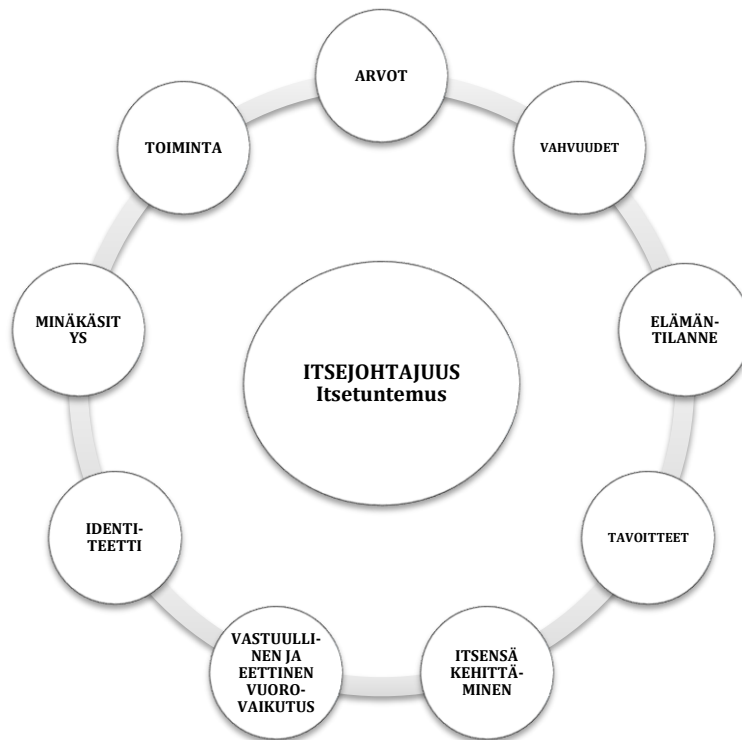 ARVOT
VAHVUUDET
ELÄMÄN-
TILANNE
TAVOITTEET
ITSENSÄ
KEHITTÄ-
MINEN
VASTUULLI-
NEN JA
EETTINEN
VUORO-
VAIKUTUS
IDENTI-
TEETTI
MINÄKÄSIT
YS
TOIMINTA
ITSEJOHTAJUUS
Itsetuntemus